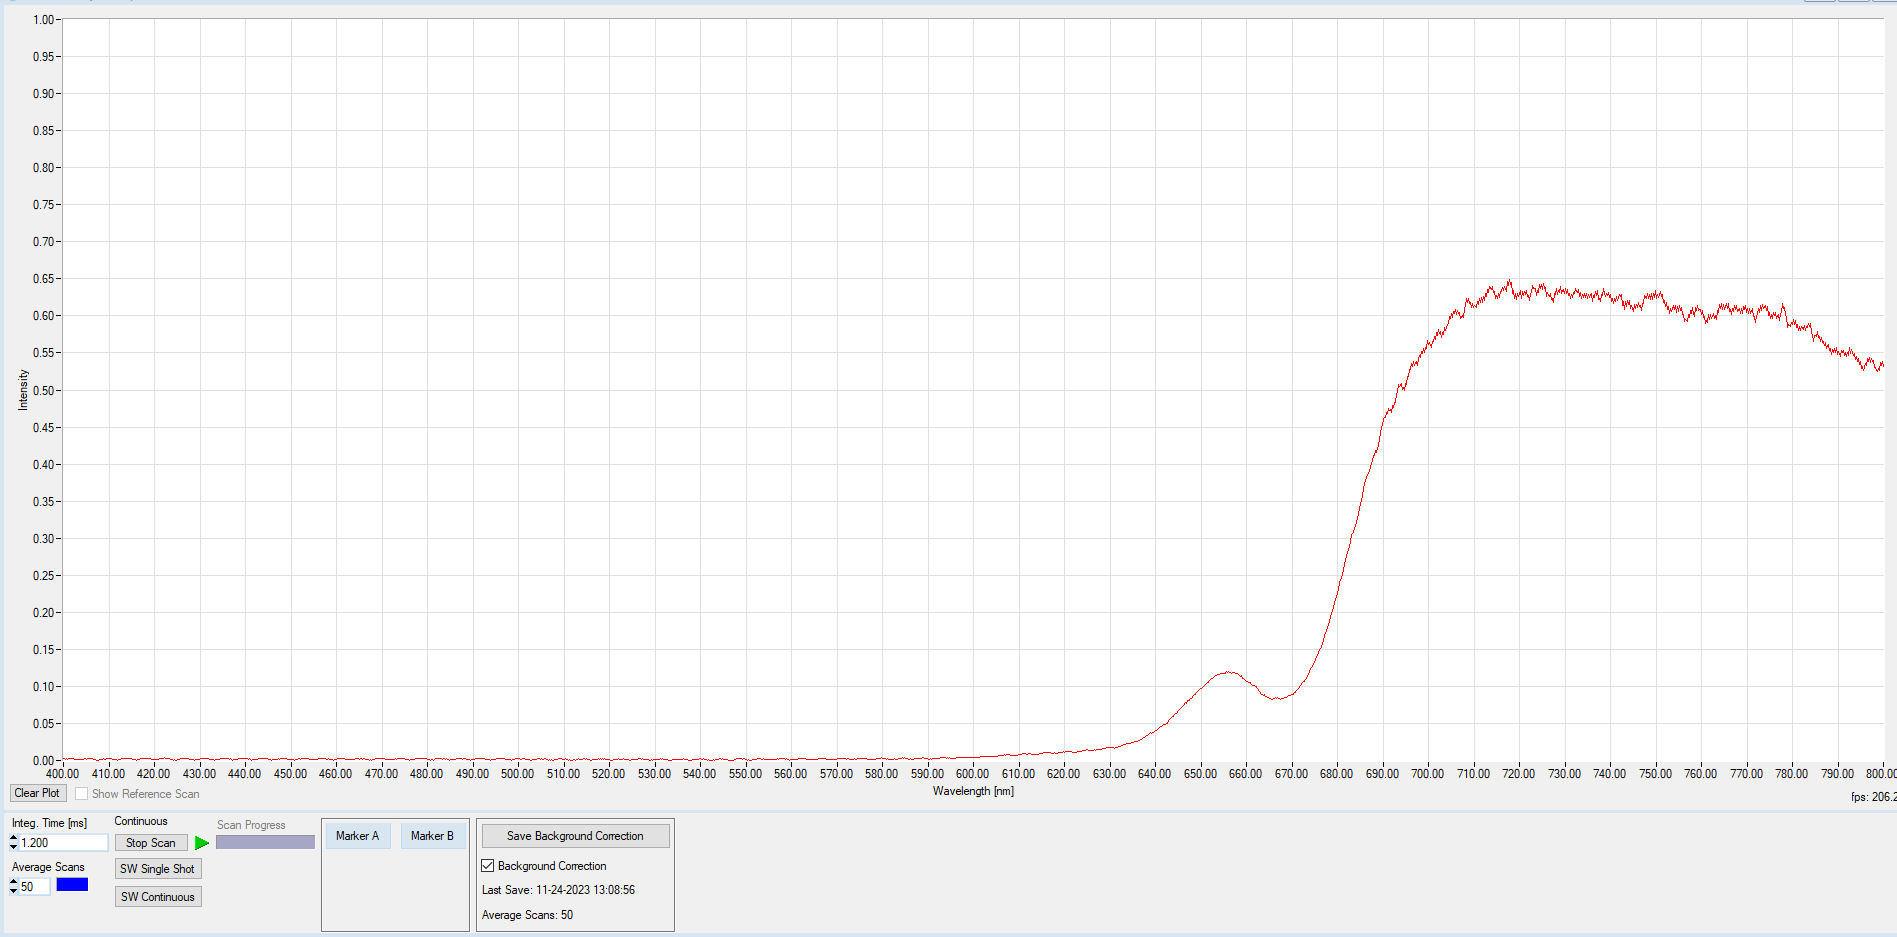 1.00
0.95
0.90
0.85
0.80
0.75
0.70
0.65
0.60
0.55
0.50
0.45
0.40
0.35
0.30
0.25
0.20
0.15
0.10
0.05
0.00
Intensity
400.00 410.00 420.00 430.00 440.00 450.00 460.00 470.00 480.00 490.00 500.00 510.00 520.00 530.00 540.00 550.00 560.00 570.00 580.00 590.00 600.00 610.00 620.00 630.00 640.00 650.00 660.00 670.00 680.00 690.00 700.00 710.00 720.00 730.00 740.00 750.00 760.00 770.00 780.00 790.00 800.00
Wavelength [nm]
Clear Plot Show Reference Scan
fps: 206.2
Integ. Time [ms]
1.200
Average Scans
50
Continuous
Stop Scan
SW Single Shot
SW Continuous
Scan Progress
Marker A Marker B
Save Background Correction
Background Correction
Last Save: 11-24-2023 13:08:56
Average Scans: 50